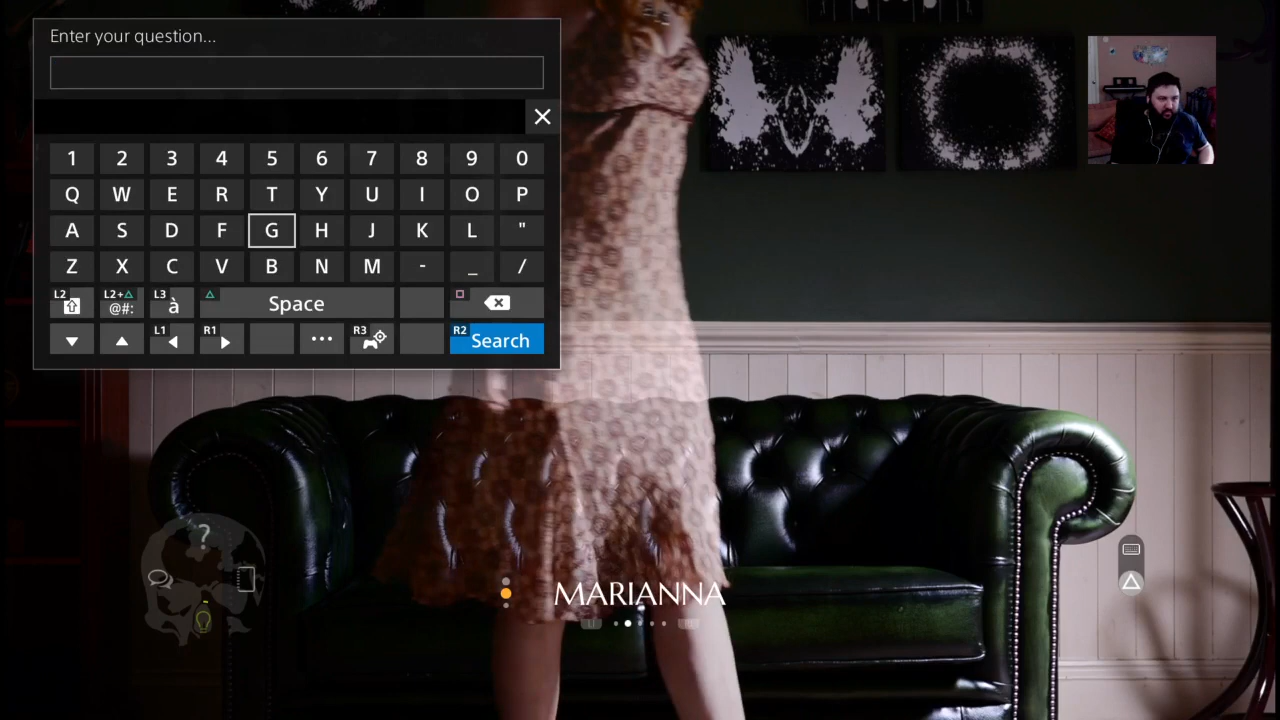 Enter your question...
1 2 3 4 5 6 7 8 9 0
Q W E R T Y U I O P
A S D F G H J K L "
Z X C V B N M - _ /
L2 L2+△ @#: L3 à △ Space □
L1 R1 ... R3 R2 Search
?
MARIANNA